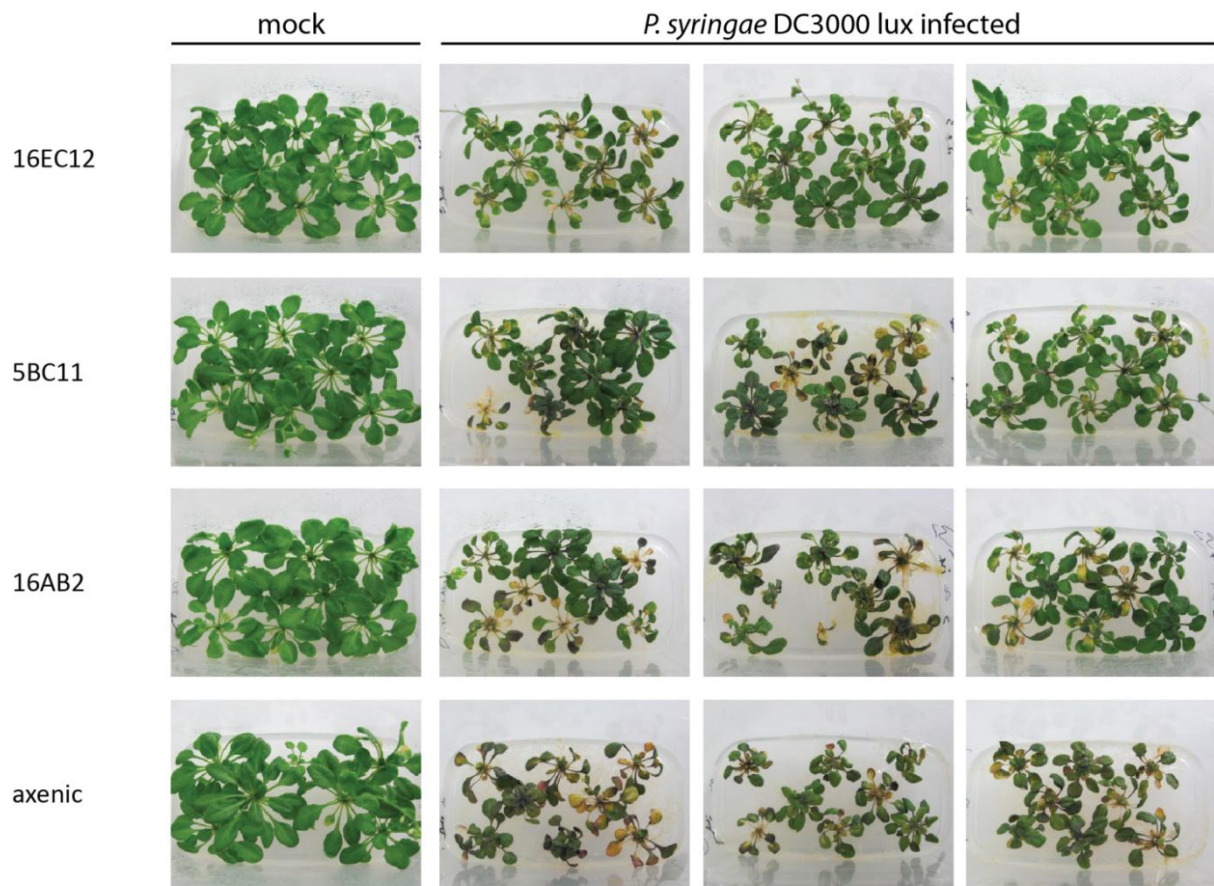 mock
P. syringae DC3000 lux infected
16EC12
5BC11
16AB2
axenic